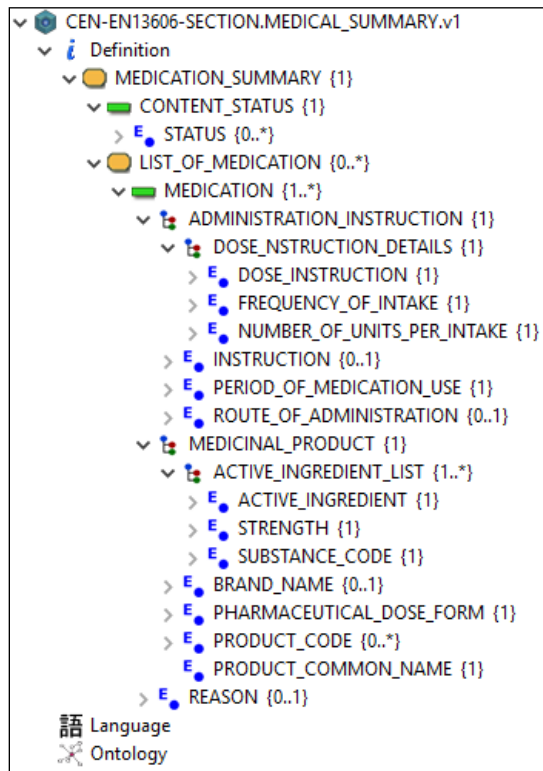 CEN-EN13606-SECTION.MEDICAL_SUMMARY.v1
i Definition
MEDICATION_SUMMARY {1}
CONTENT_STATUS {1}
E STATUS {0..*}
LIST_OF_MEDICATION {0..*}
MEDICATION {1..*}
ADMINISTRATION_INSTRUCTION {1}
DOSE_NSTRUCTION_DETAILS {1}
E DOSE_INSTRUCTION {1}
E FREQUENCY_OF_INTAKE {1}
E NUMBER_OF_UNITS_PER_INTAKE {1}
E INSTRUCTION {0..1}
E PERIOD_OF_MEDICATION_USE {1}
E ROUTE_OF_ADMINISTRATION {0..1}
MEDICINAL_PRODUCT {1}
ACTIVE_INGREDIENT_LIST {1..*}
E ACTIVE_INGREDIENT {1}
E STRENGTH {1}
E SUBSTANCE_CODE {1}
E BRAND_NAME {0..1}
E PHARMACEUTICAL_DOSE_FORM {1}
E PRODUCT_CODE {0..*}
E PRODUCT_COMMON_NAME {1}
E REASON {0..1}
語 Language
Ontology